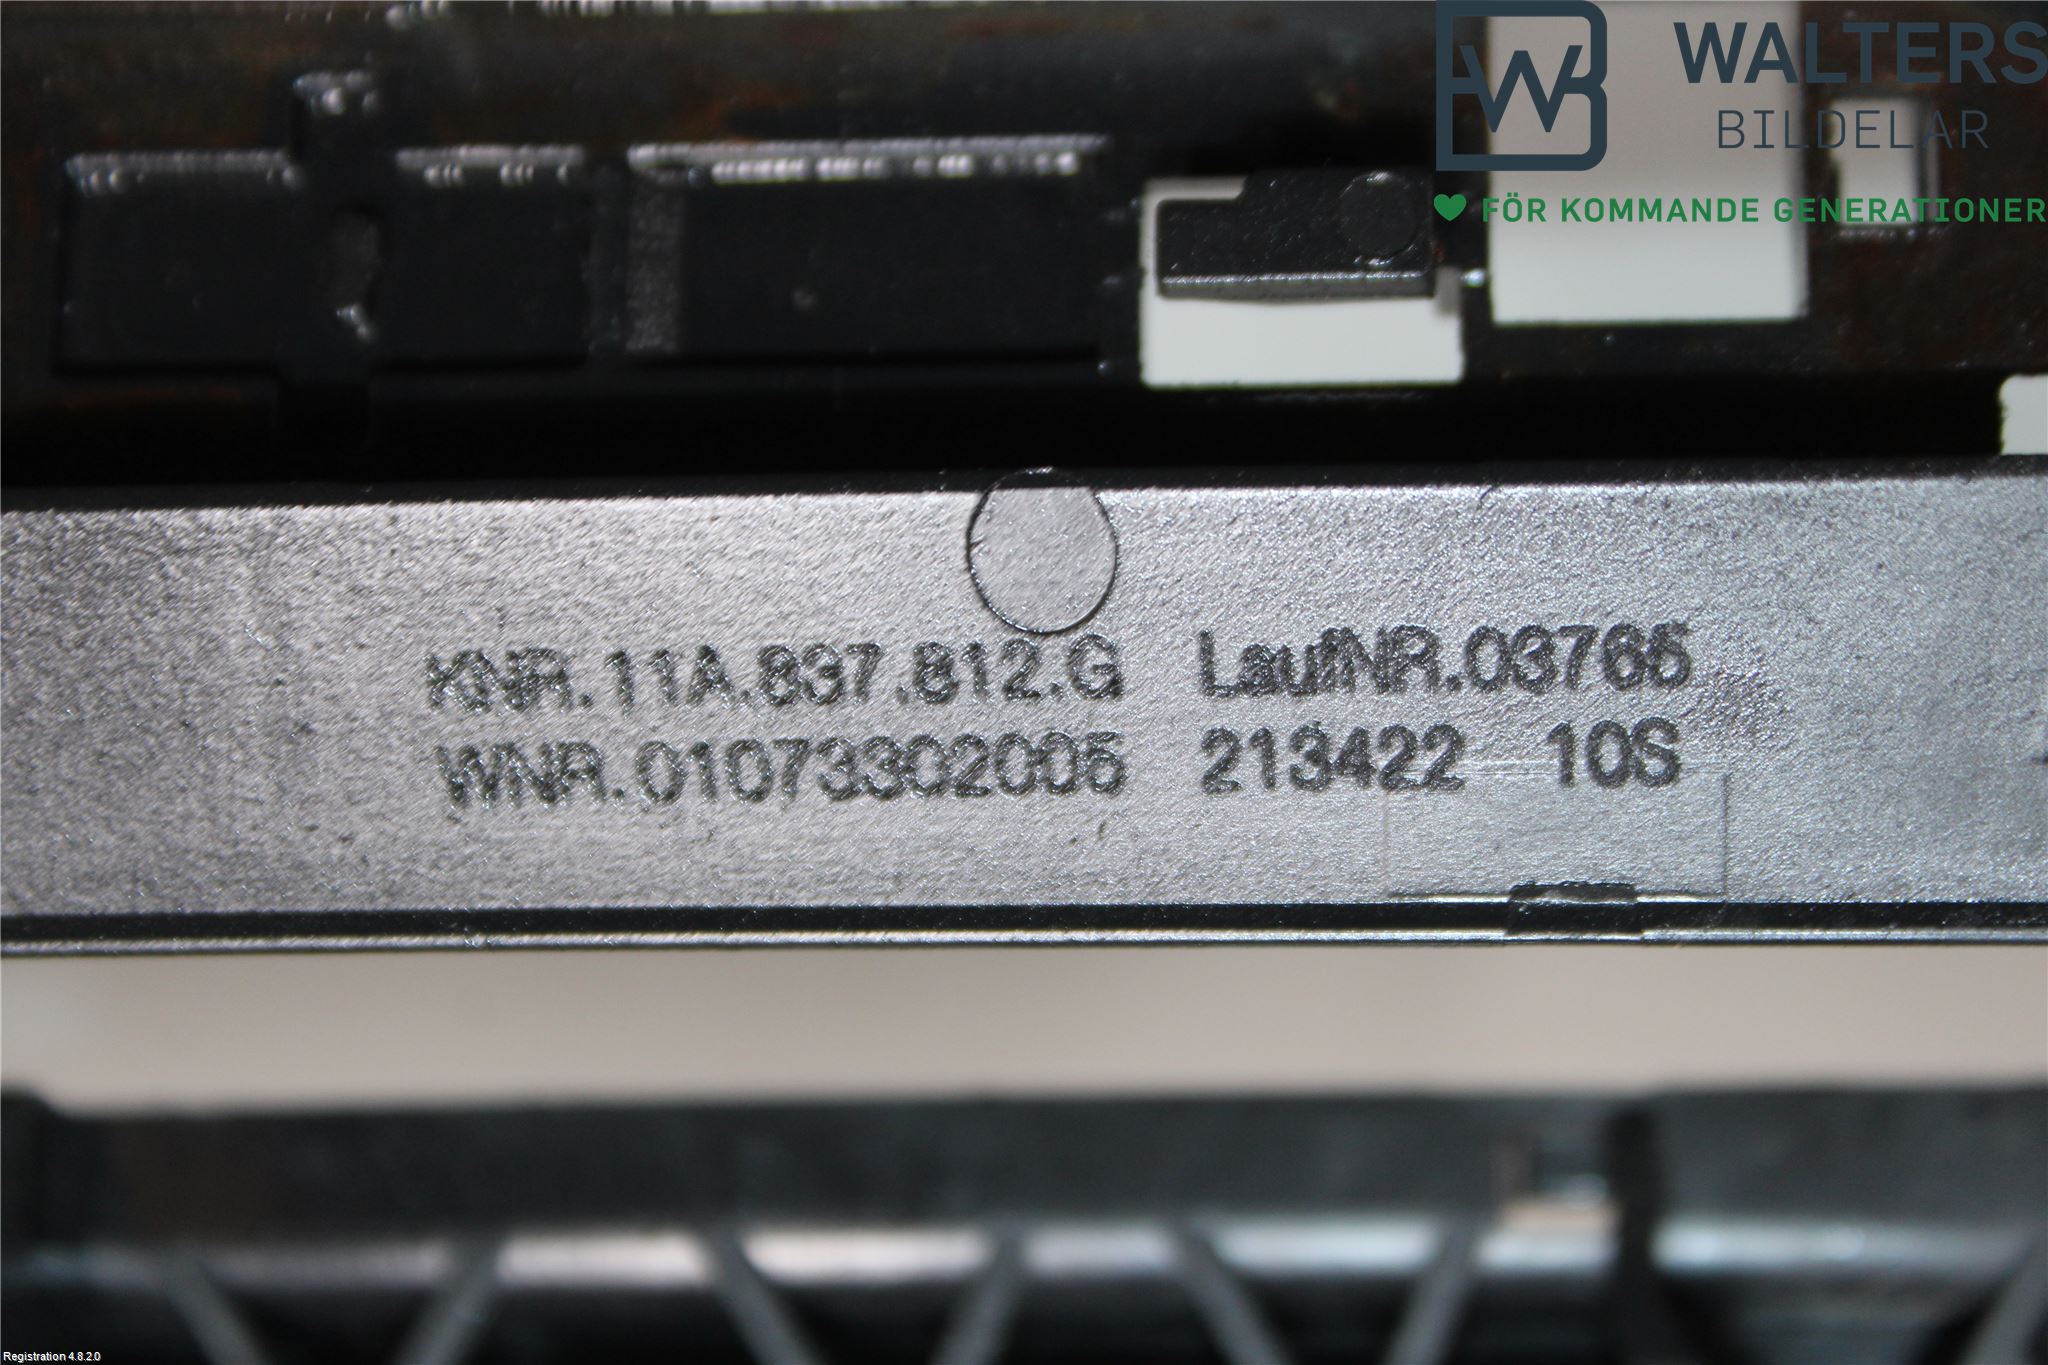 WALTERS
BILDELAR
FÖR KOMMANDE GENERATIONER
KNR.11A.837.812.G LaufNR.03765
WNR.01073302005 213422 10S
Registration 4.8.2.0